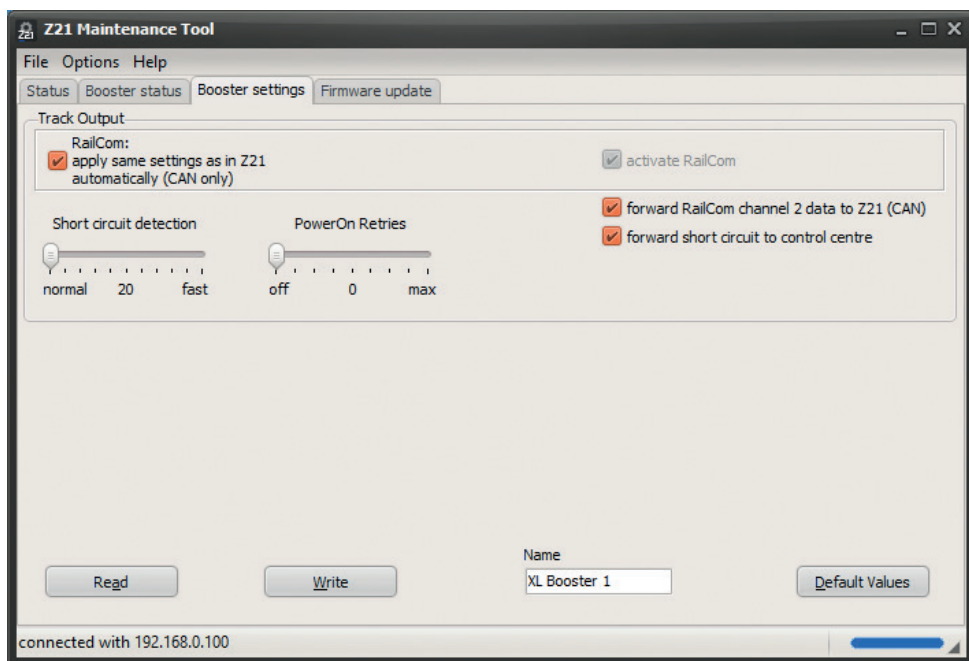 Z21 Z21 Maintenance Tool
File Options Help
Status Booster status Booster settings Firmware update
Track Output
RailCom:
apply same settings as in Z21
automatically (CAN only)
activate RailCom
forward RailCom channel 2 data to Z21 (CAN)
forward short circuit to control centre
Short circuit detection
normal 20 fast
PowerOn Retries
off 0 max
Read
Write
Name
XL Booster 1
Default Values
connected with 192.168.0.100